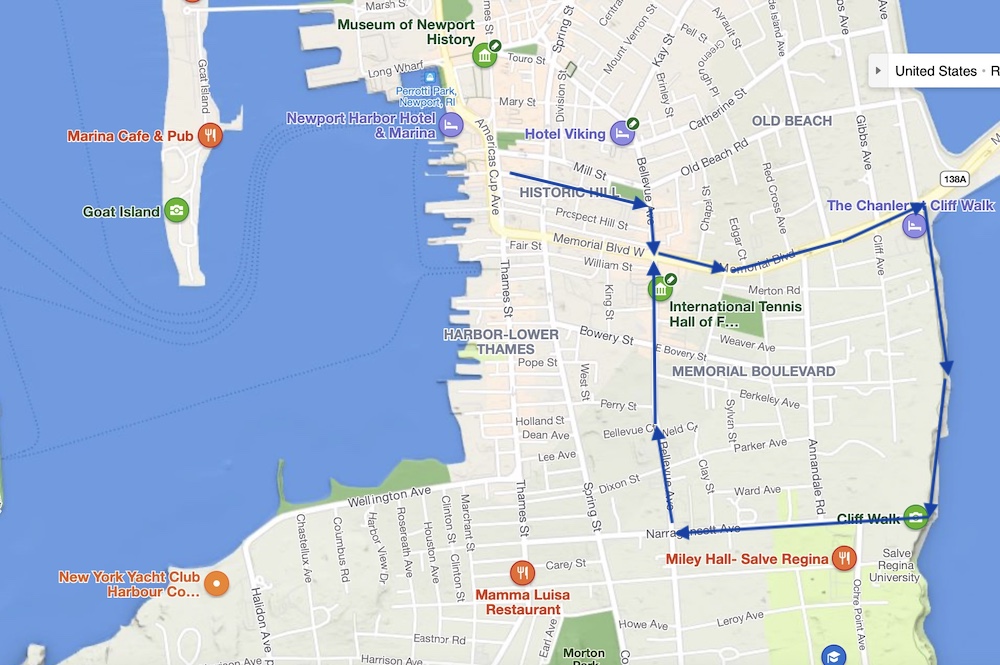 Marsh St
Museum of Newport
History
Touro St
Spring St
Central
Mount Vernon St
Kay St
Fell St
Ayrault St
Greenough Pl
Gibbs Ave
United States • R
Goat Island
Long Wharf
Perrotti Park,
Newport, RI
Mary St
Division St
Brinley St
Catherine St
OLD BEACH
Marina Cafe & Pub
Newport Harbor Hotel
& Marina
Hotel Viking
Americas Cup Ave
Mill St
Bellevue Ave
Old Beach Rd
Red Cross Ave
138A
HISTORIC HILL
Goat Island
Prospect Hill St
Edgar Ct
The Chanler
Cliff Walk
Fair St
Memorial Blvd W
William St
Memorial Blvd
Cliff Ave
Thames St
King St
Merton Rd
International Tennis
Hall of F...
HARBOR-LOWER
THAMES
Bowery St
E Bowery St
Weaver Ave
Pope St
West St
MEMORIAL BOULEVARD
Berkeley Ave
Perry St
Sylvan St
Holland St
Dean Ave
Bellevue Ct
Weld Ct
Parker Ave
Annandale Rd
Lee Ave
Bellevue Ave
Clay St
Dixon St
Ward Ave
Wellington Ave
Thames St
Spring St
Cliff Walk
Narragansett Ave
Chastellux Ave
Columbus Rd
Harbor View Dr
Rosereath Ave
Houston Ave
Clinton St
Marchant St
Carey St
Miley Hall- Salve Regina
Salve
Regina
University
New York Yacht Club
Harbour Co...
Clinton St
Mamma Luisa
Restaurant
Halidon Ave
Ochre Point Ave
Howe Ave
LeRoy Ave
Eastnor Rd
Earl Ave
Harrison Ave
Morton
Park